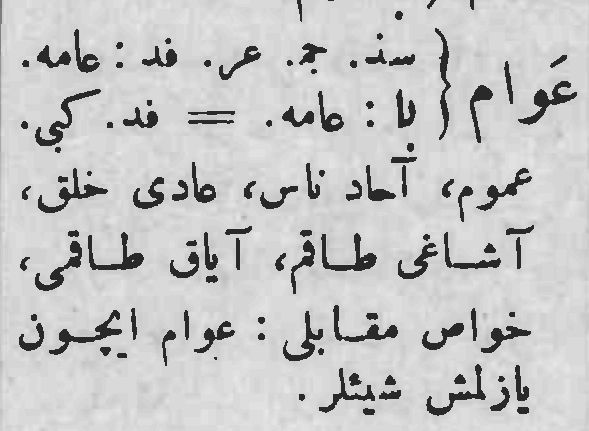 عَوام { سنـ. جـ. عر. فد : عامه.
با : عامه. = فد. كبى.
عموم، آحاد ناس، عادى خلق،
آشاغى طاقم، آياق طاقمى،
خواص مقابلى : عوام ايچون
يازلمش شيئلر.